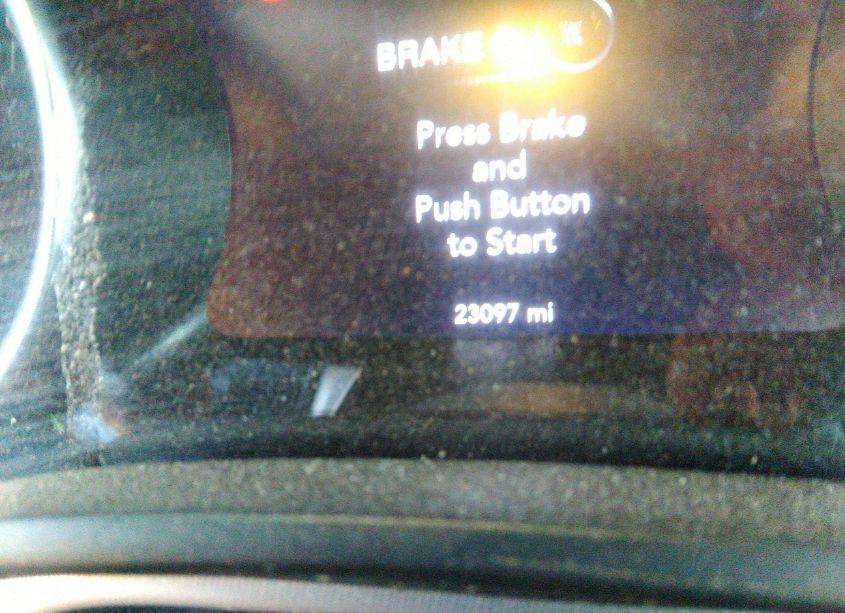 BRAKE
Press Brake
and
Push Button
to Start
23097 mi